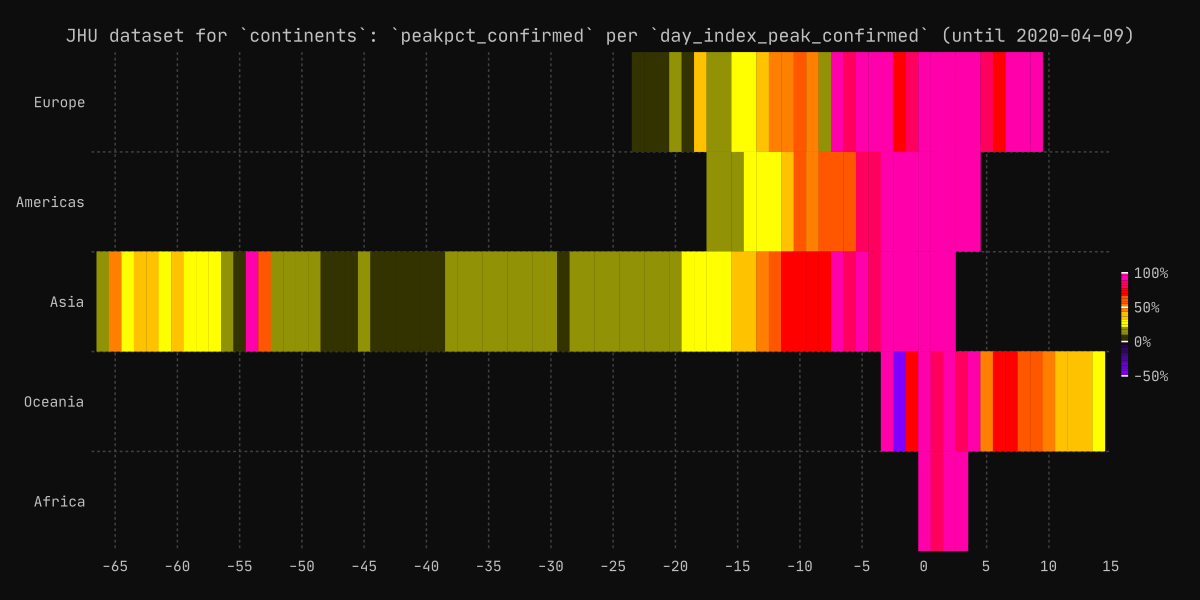 JHU dataset for `continents`: `peakpct_confirmed` per `day_index_peak_confirmed` (until 2020-04-09)
Europe
Americas
Asia
Oceania
Africa
100%
50%
0%
-50%
-65 -60 -55 -50 -45 -40 -35 -30 -25 -20 -15 -10 -5 0 5 10 15